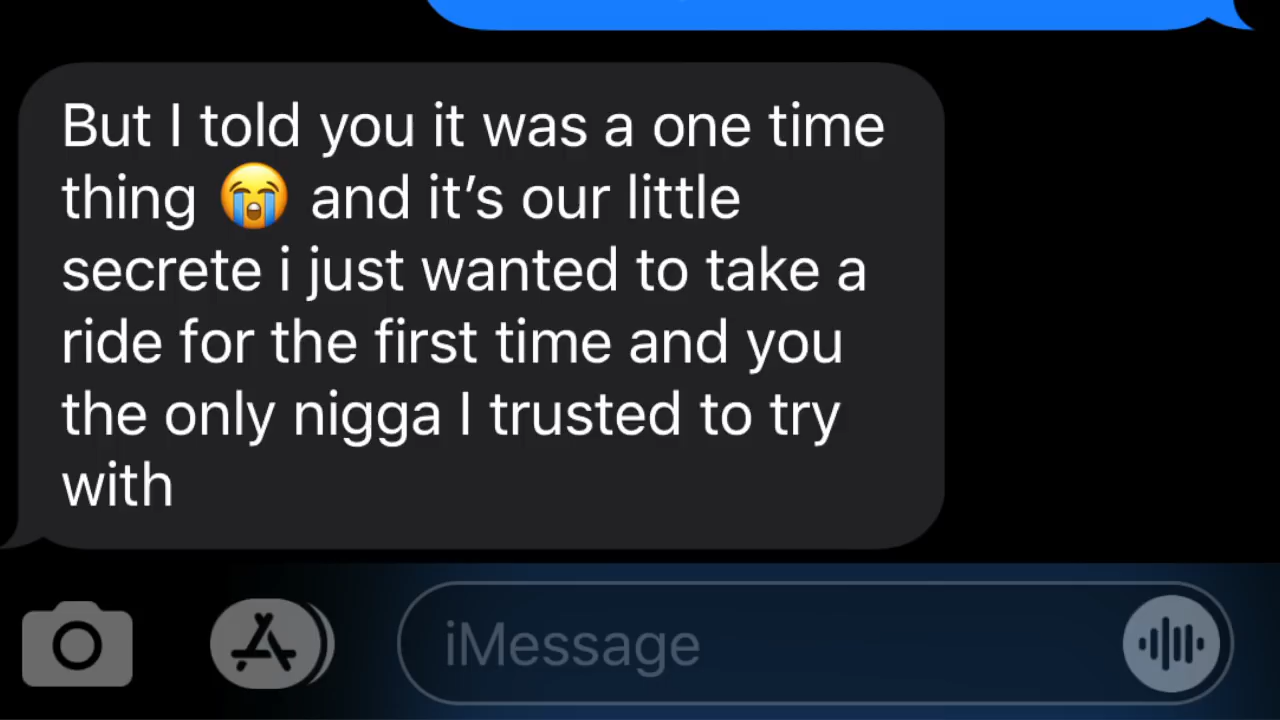 But I told you it was a one time
thing 😭 and it’s our little
secrete i just wanted to take a
ride for the first time and you
the only nigga I trusted to try
with
iMessage